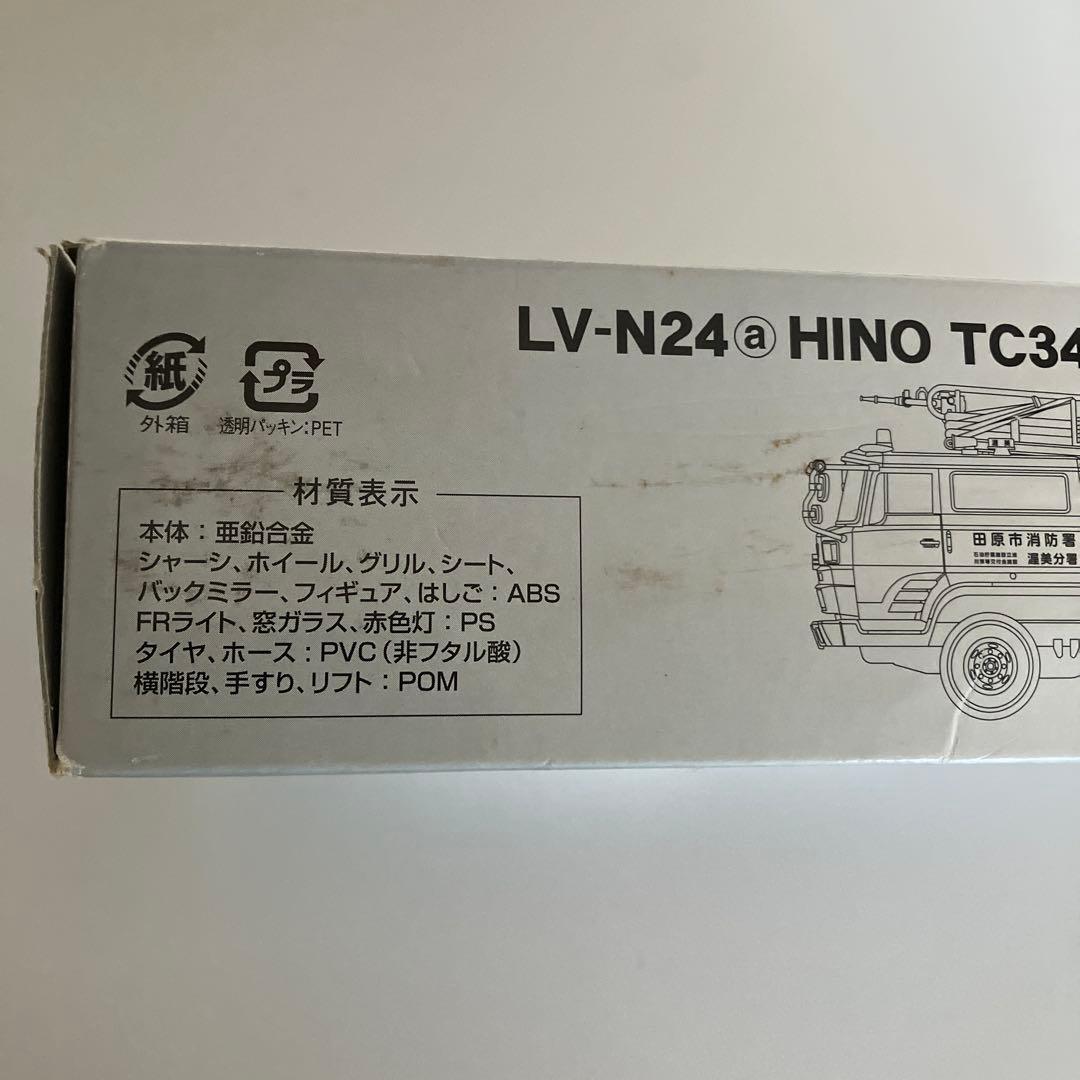 LV-N24ⓐ HINO TC34
紙
プラ
外箱
透明パッキン:PET
材質表示
本体:亜鉛合金
シャーシ、ホイール、グリル、シート、
バックミラー、フィギュア、はしご:ABS
FRライト、窓ガラス、赤色灯:PS
タイヤ、ホース:PVC(非フタル酸)
横階段、手すり、リフト:POM
田原市消防署
渥美分署